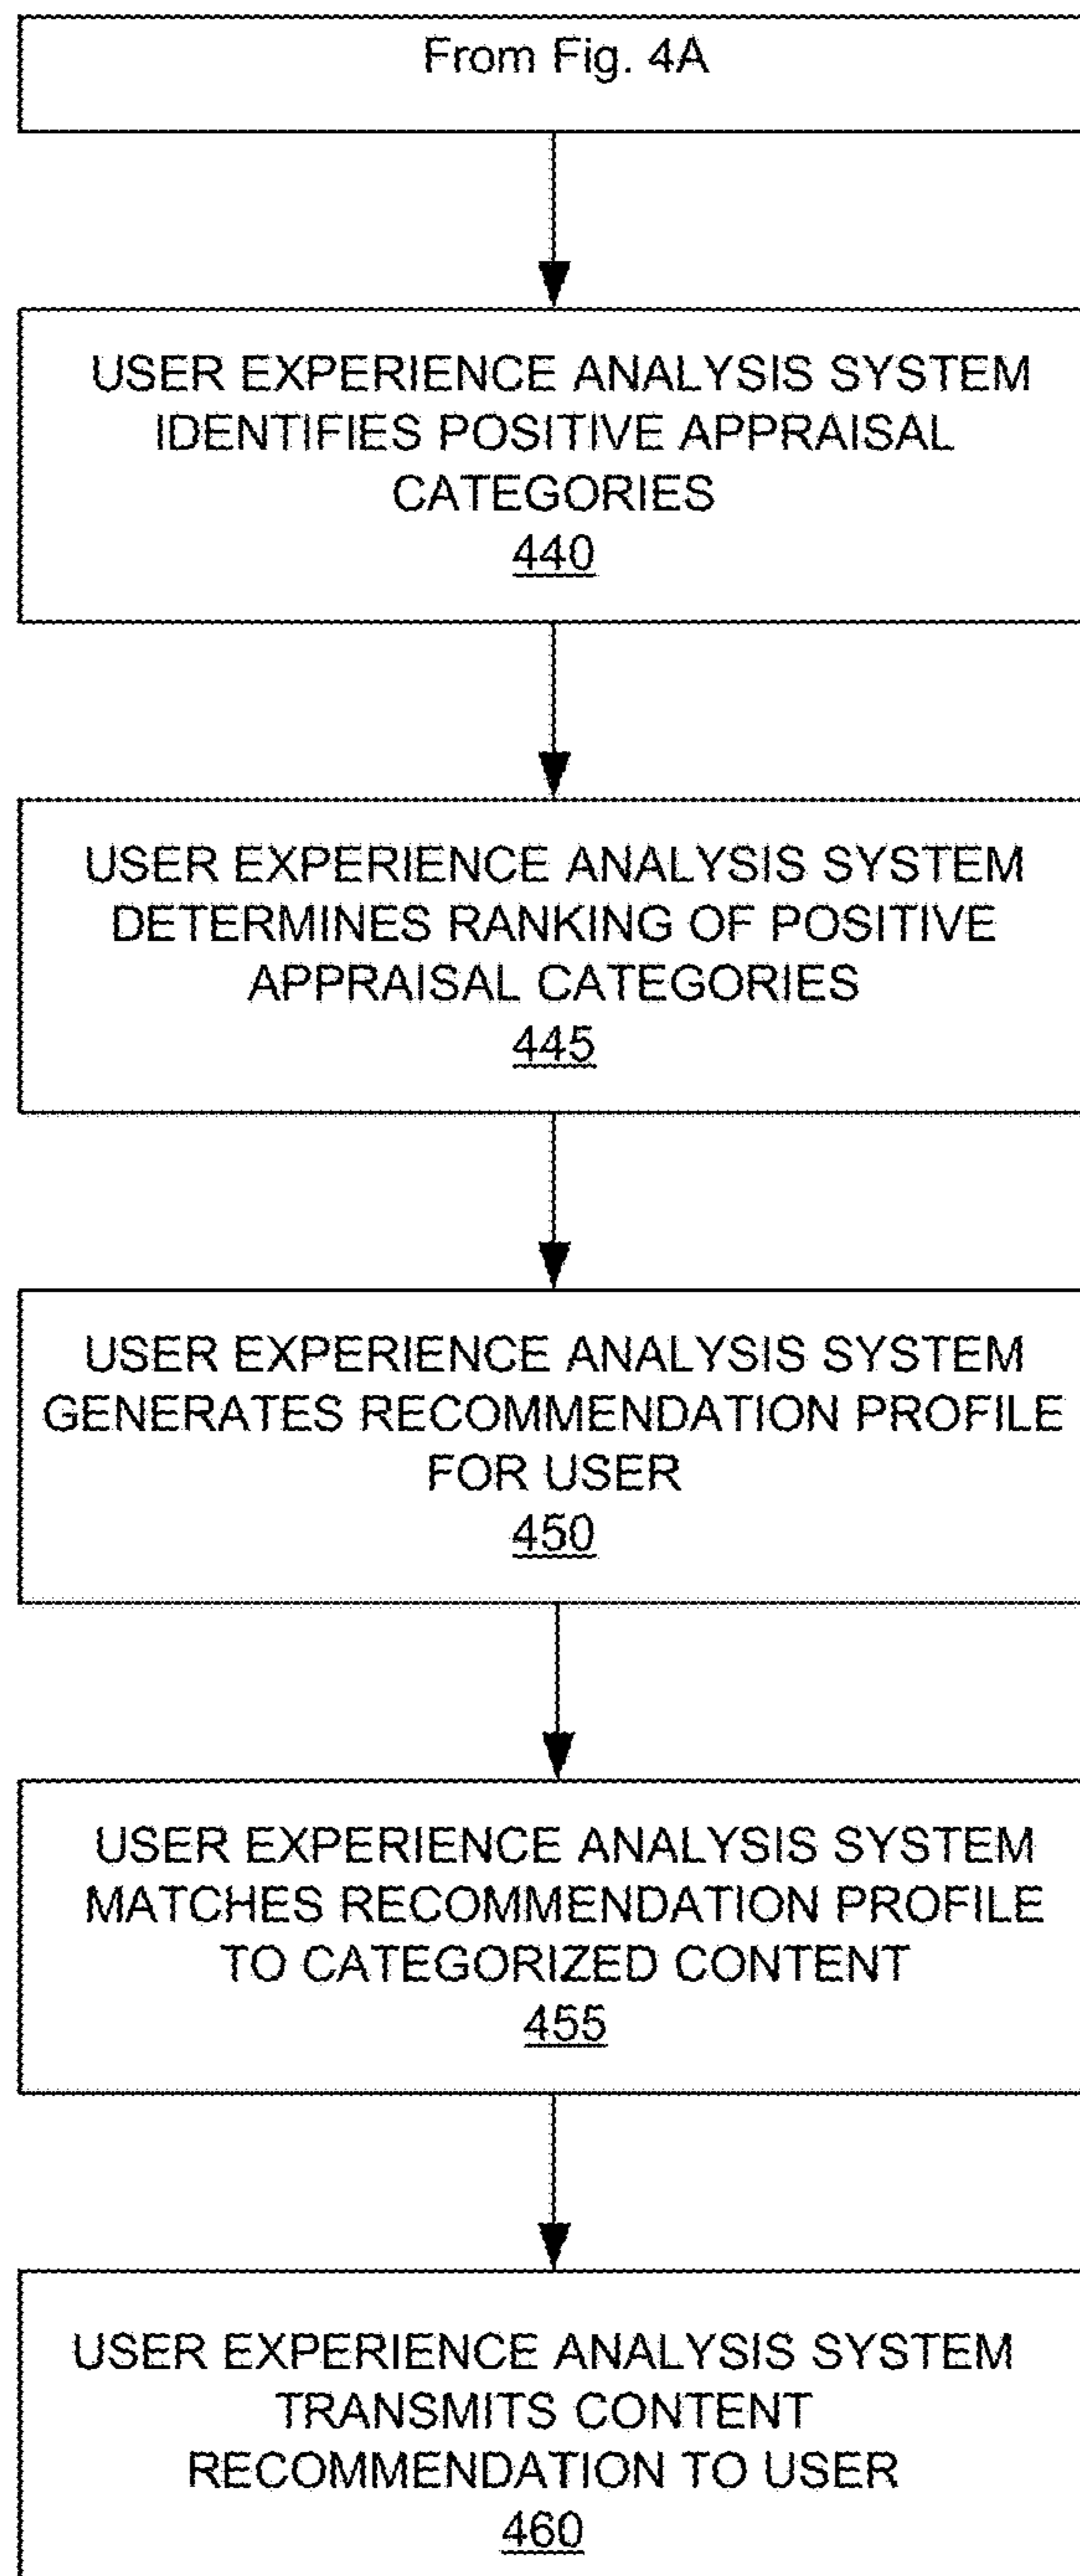 From Fig. 4A
USER EXPERIENCE ANALYSIS SYSTEM
IDENTIFIES POSITIVE APPRAISAL
CATEGORIES
440
USER EXPERIENCE ANALYSIS SYSTEM
DETERMINES RANKING OF POSITIVE
APPRAISAL CATEGORIES
445
USER EXPERIENCE ANALYSIS SYSTEM
GENERATES RECOMMENDATION PROFILE
FOR USER
450
USER EXPERIENCE ANALYSIS SYSTEM
MATCHES RECOMMENDATION PROFILE
TO CATEGORIZED CONTENT
455
USER EXPERIENCE ANALYSIS SYSTEM
TRANSMITS CONTENT
RECOMMENDATION TO USER
460